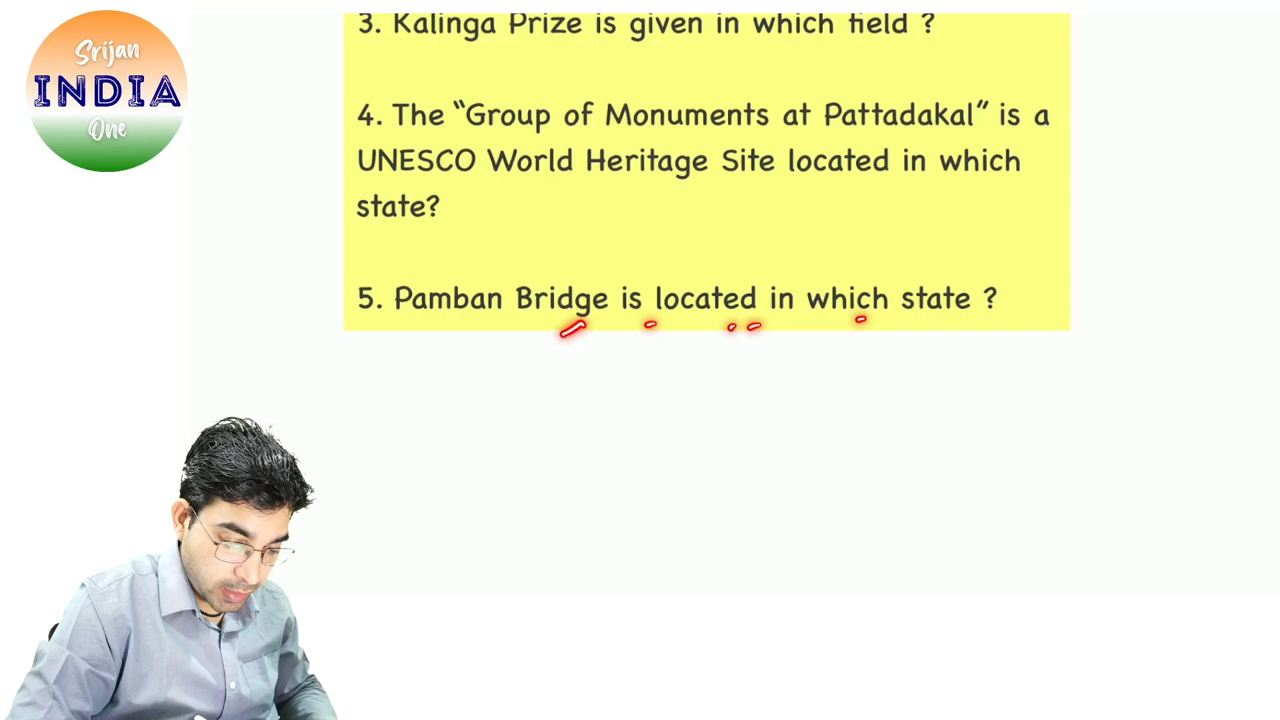 Srijan
INDIA
One
3. Kalinga Prize is given in which field ?
4. The “Group of Monuments at Pattadakal” is a
UNESCO World Heritage Site located in which
state?
5. Pamban Bridge is located in which state ?